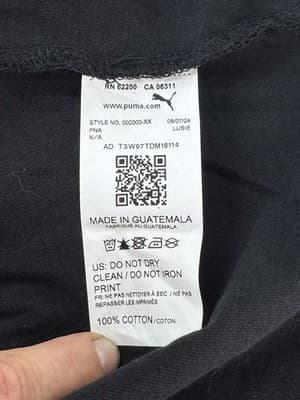 RN 62200 CA 06311
www.puma.com
STYLE NO. 000000-XX 08/07/24
PNA LUSIE
N/A
AD T3W97TDM18114
MADE IN GUATEMALA
FABRIQUE AU GUATEMALA
US: DO NOT DRY
CLEAN / DO NOT IRON
PRINT
FR: NE PAS NETTOYER À SEC / NE PAS
REPASSER LES IMPRIMÉS
100% COTTON/COTON